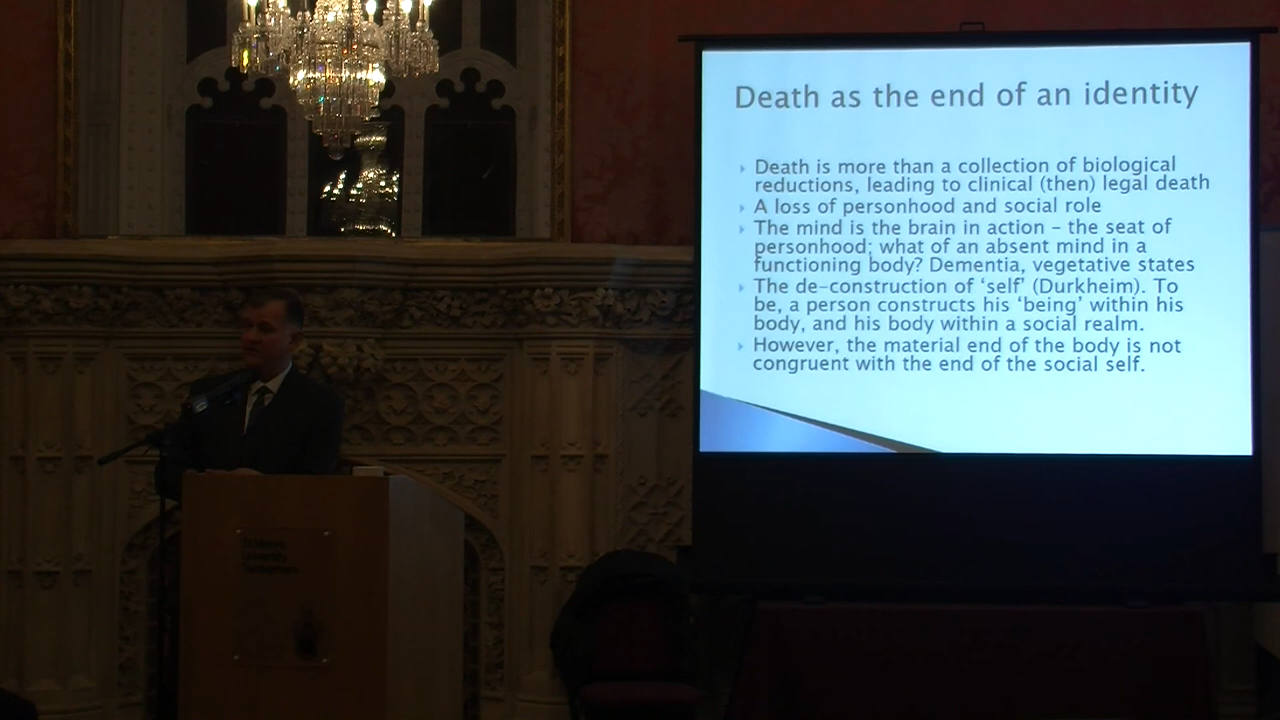 Death as the end of an identity
Death is more than a collection of biological
reductions, leading to clinical (then) legal death
A loss of personhood and social role
The mind is the brain in action – the seat of
personhood; what of an absent mind in a
functioning body? Dementia, vegetative states
The de-construction of ‘self’ (Durkheim). To
be, a person constructs his ‘being’ within his
body, and his body within a social realm.
However, the material end of the body is not
congruent with the end of the social self.
St Mary's
University
Twickenham